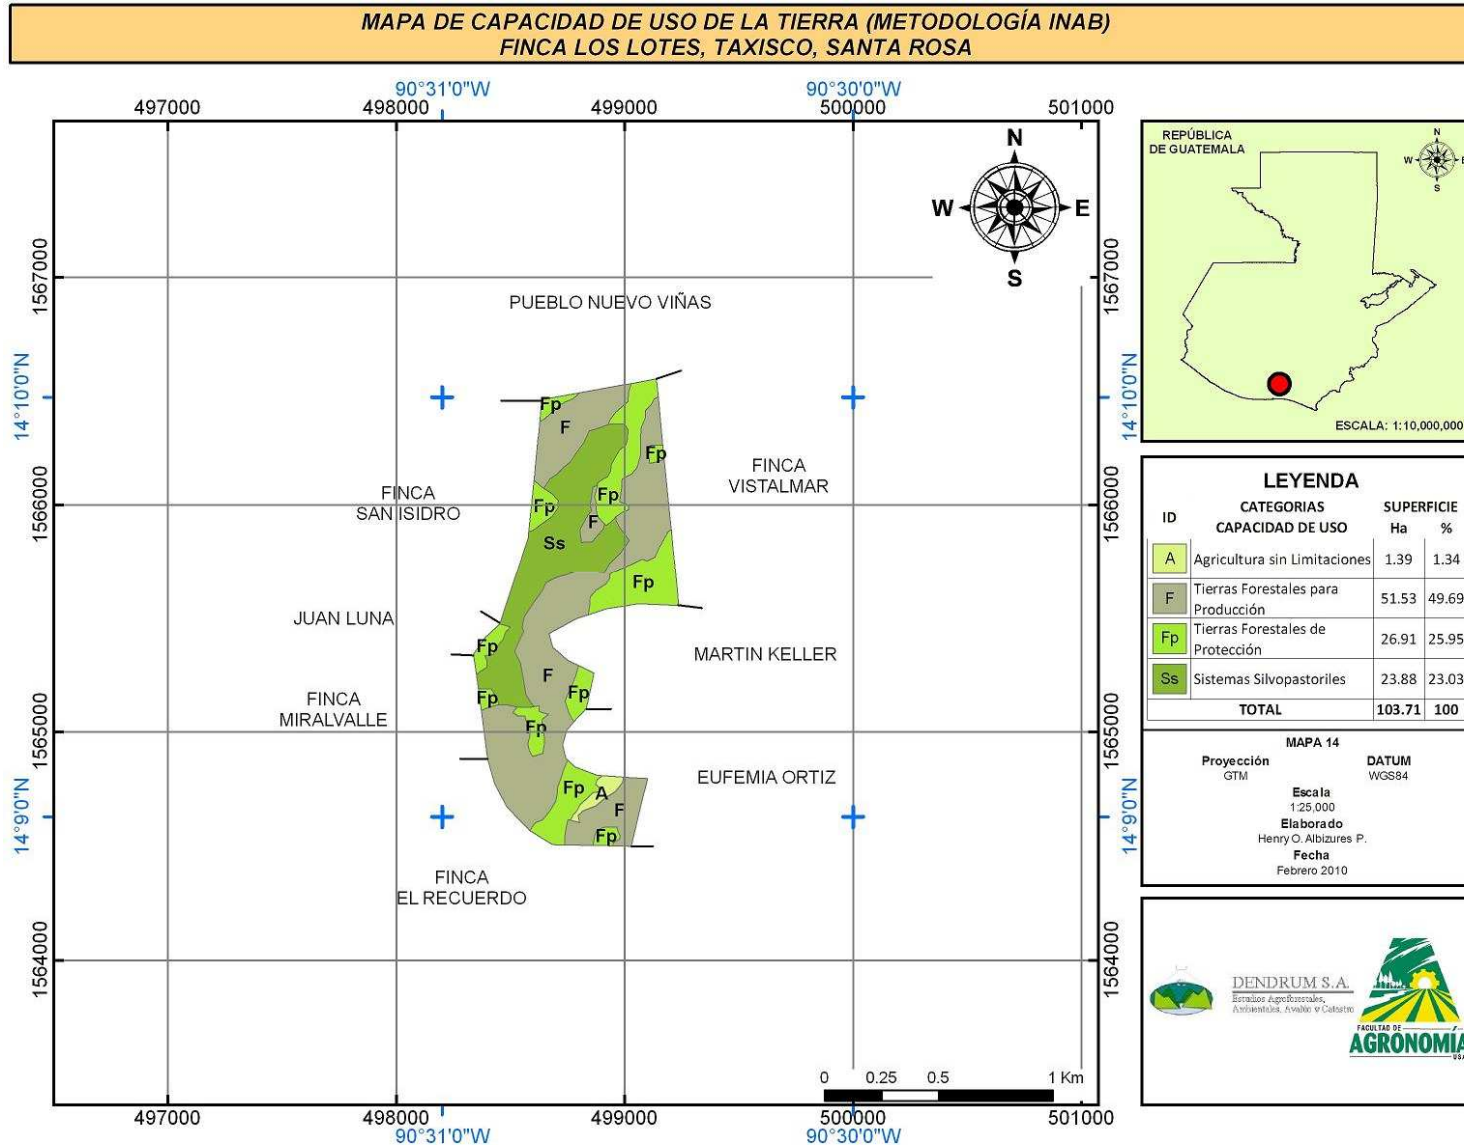 MAPA DE CAPACIDAD DE USO DE LA TIERRA (METODOLOGÍA INAB)
FINCA LOS LOTES, TAXISCO, SANTA ROSA
90°31'0"W 90°30'0"W
497000 498000 499000 500000 501000
N
W E
S
1567000 1567000
PUEBLO NUEVO VIÑAS
14°10'0"N 14°10'0"N
Fp
F
Fp
FINCA
VISTALMAR
FINCA
SAN ISIDRO
1566000 1566000
Fp
Fp
F
Ss
Fp
JUAN LUNA
Fp
MARTIN KELLER
F
Fp
Fp
FINCA
MIRALVALLE
Fp
1565000 1565000
EUFEMIA ORTIZ
Fp
A
F
Fp
14°9'0"N 14°9'0"N
FINCA
EL RECUERDO
1564000 1564000
0 0.25 0.5 1 Km
497000 498000 499000 500000 501000
90°31'0"W 90°30'0"W
REPÚBLICA
DE GUATEMALA
N
W E
S
ESCALA: 1:10,000,000
LEYENDA
ID CATEGORIAS CAPACIDAD DE USO SUPERFICIE
Ha %
A Agricultura sin Limitaciones 1.39 1.34
F Tierras Forestales para Producción 51.53 49.69
Fp Tierras Forestales de Protección 26.91 25.95
Ss Sistemas Silvopastoriles 23.88 23.03
TOTAL 103.71 100
MAPA 14
Proyección DATUM
GTM WGS84
Escala
1:25,000
Elaborado
Henry O. Albizures P.
Fecha
Febrero 2010
DENDRUM S.A.
Estudios Agroforestales,
Ambientales, Avalúo y Catastro
FACULTAD DE
AGRONOMÍA